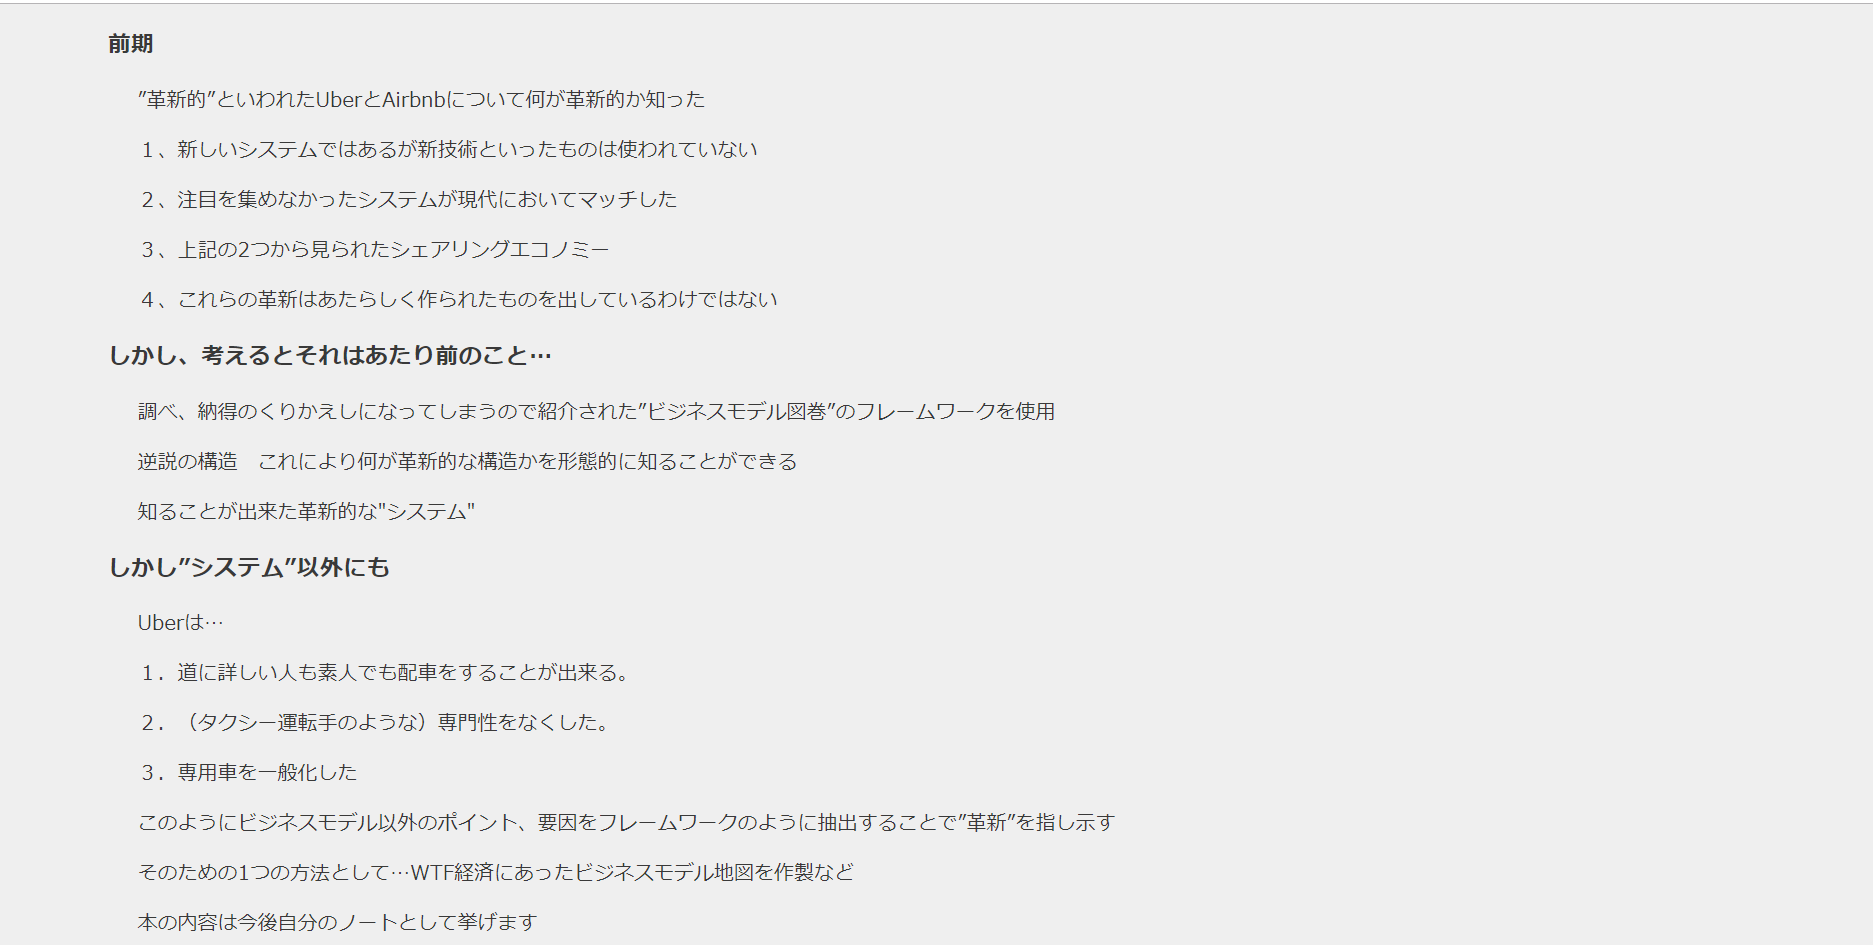 前期
”革新的”といわれたUberとAirbnbについて何が革新的か知った
１、新しいシステムではあるが新技術といったものは使われていない
２、注目を集めなかったシステムが現代においてマッチした
３、上記の2つから見られたシェアリングエコノミー
４、これらの革新はあたらしく作られたものを出しているわけではない
しかし、考えるとそれはあたり前のこと…
調べ、納得のくりかえしになってしまうので紹介された”ビジネスモデル図巻”のフレームワークを使用
逆説の構造　これにより何が革新的な構造かを形態的に知ることができる
知ることが出来た革新的な"システム"
しかし”システム”以外にも
Uberは…
１．道に詳しい人も素人でも配車をすることが出来る。
２．（タクシー運転手のような）専門性をなくした。
３．専用車を一般化した
このようにビジネスモデル以外のポイント、要因をフレームワークのように抽出することで”革新”を指し示す
そのための1つの方法として…WTF経済にあったビジネスモデル地図を作製など
本の内容は今後自分のノートとして挙げます